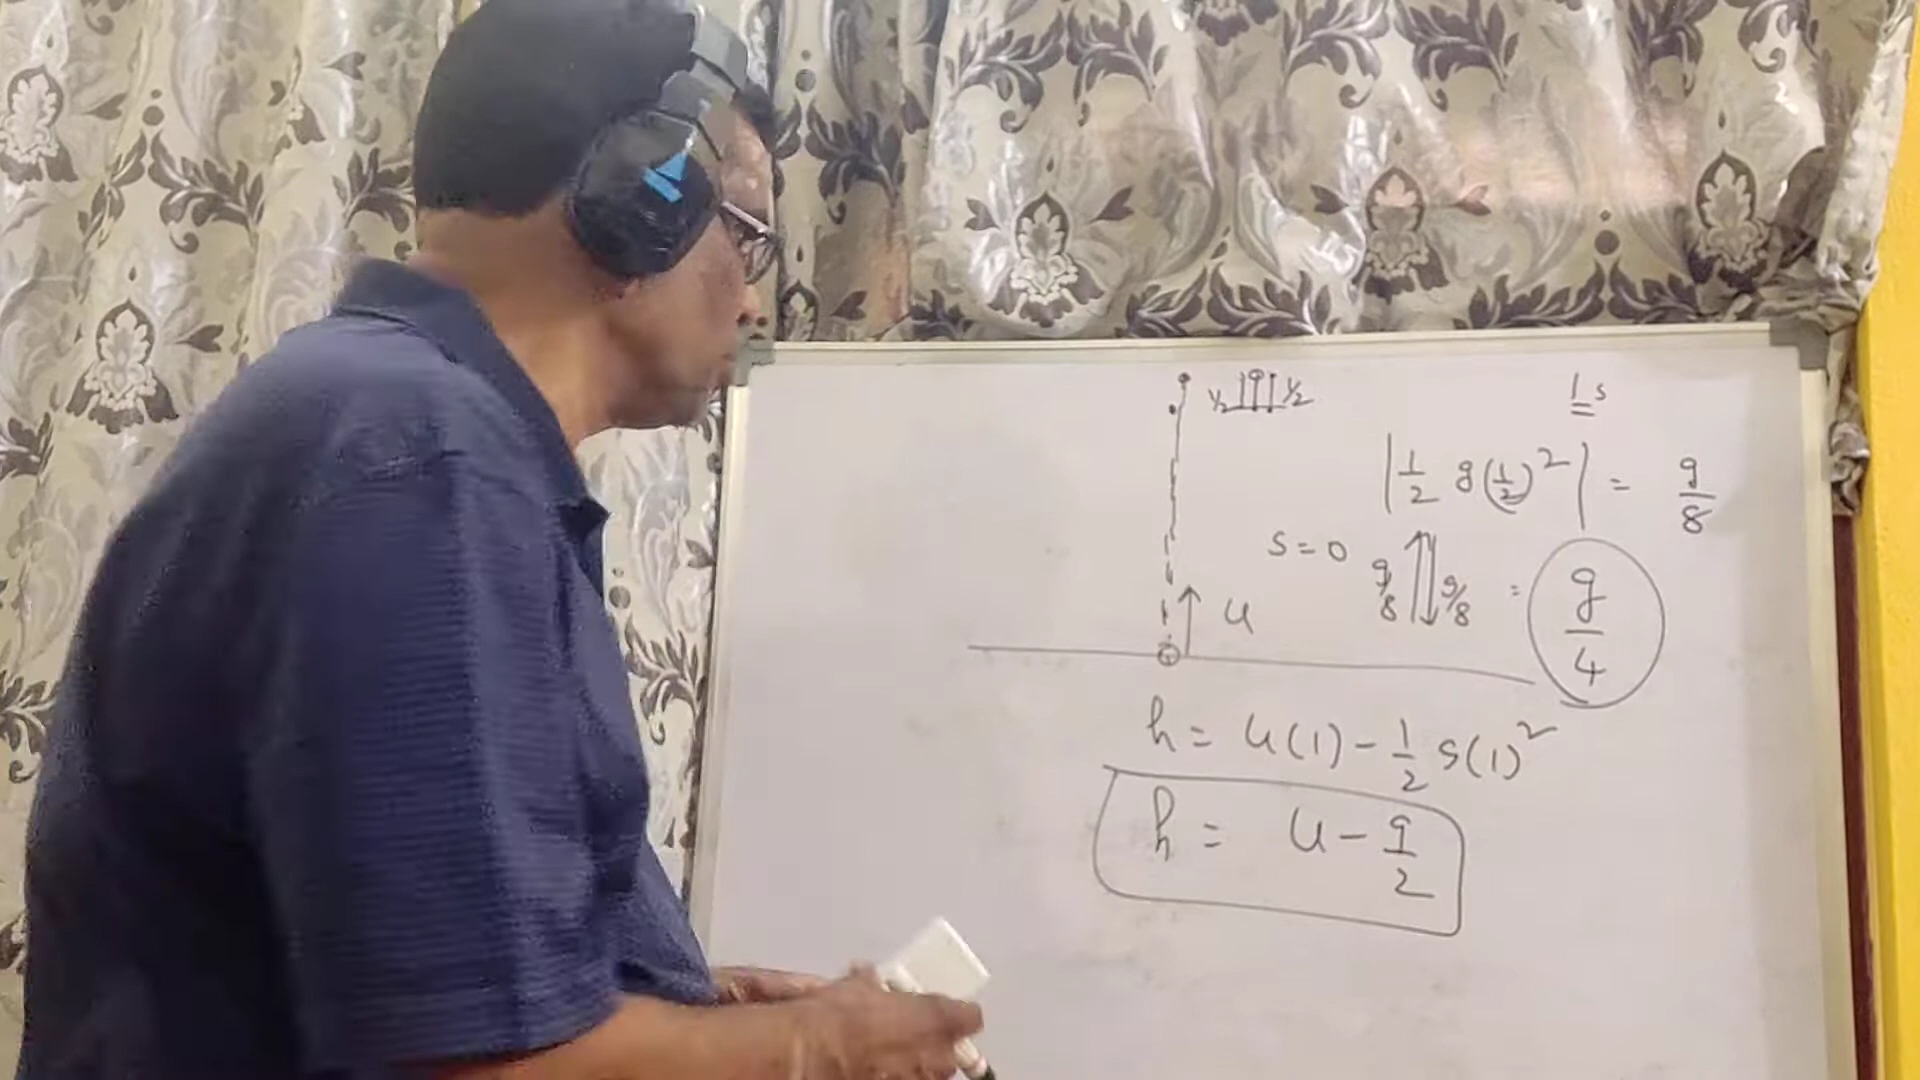 ½ ½
1 s
|1/2 g(1/2)²| = g/8
s = 0 g/8 g/8 = g/4
u
h = u(1) - 1/2 s(1)²
h = u - g/2